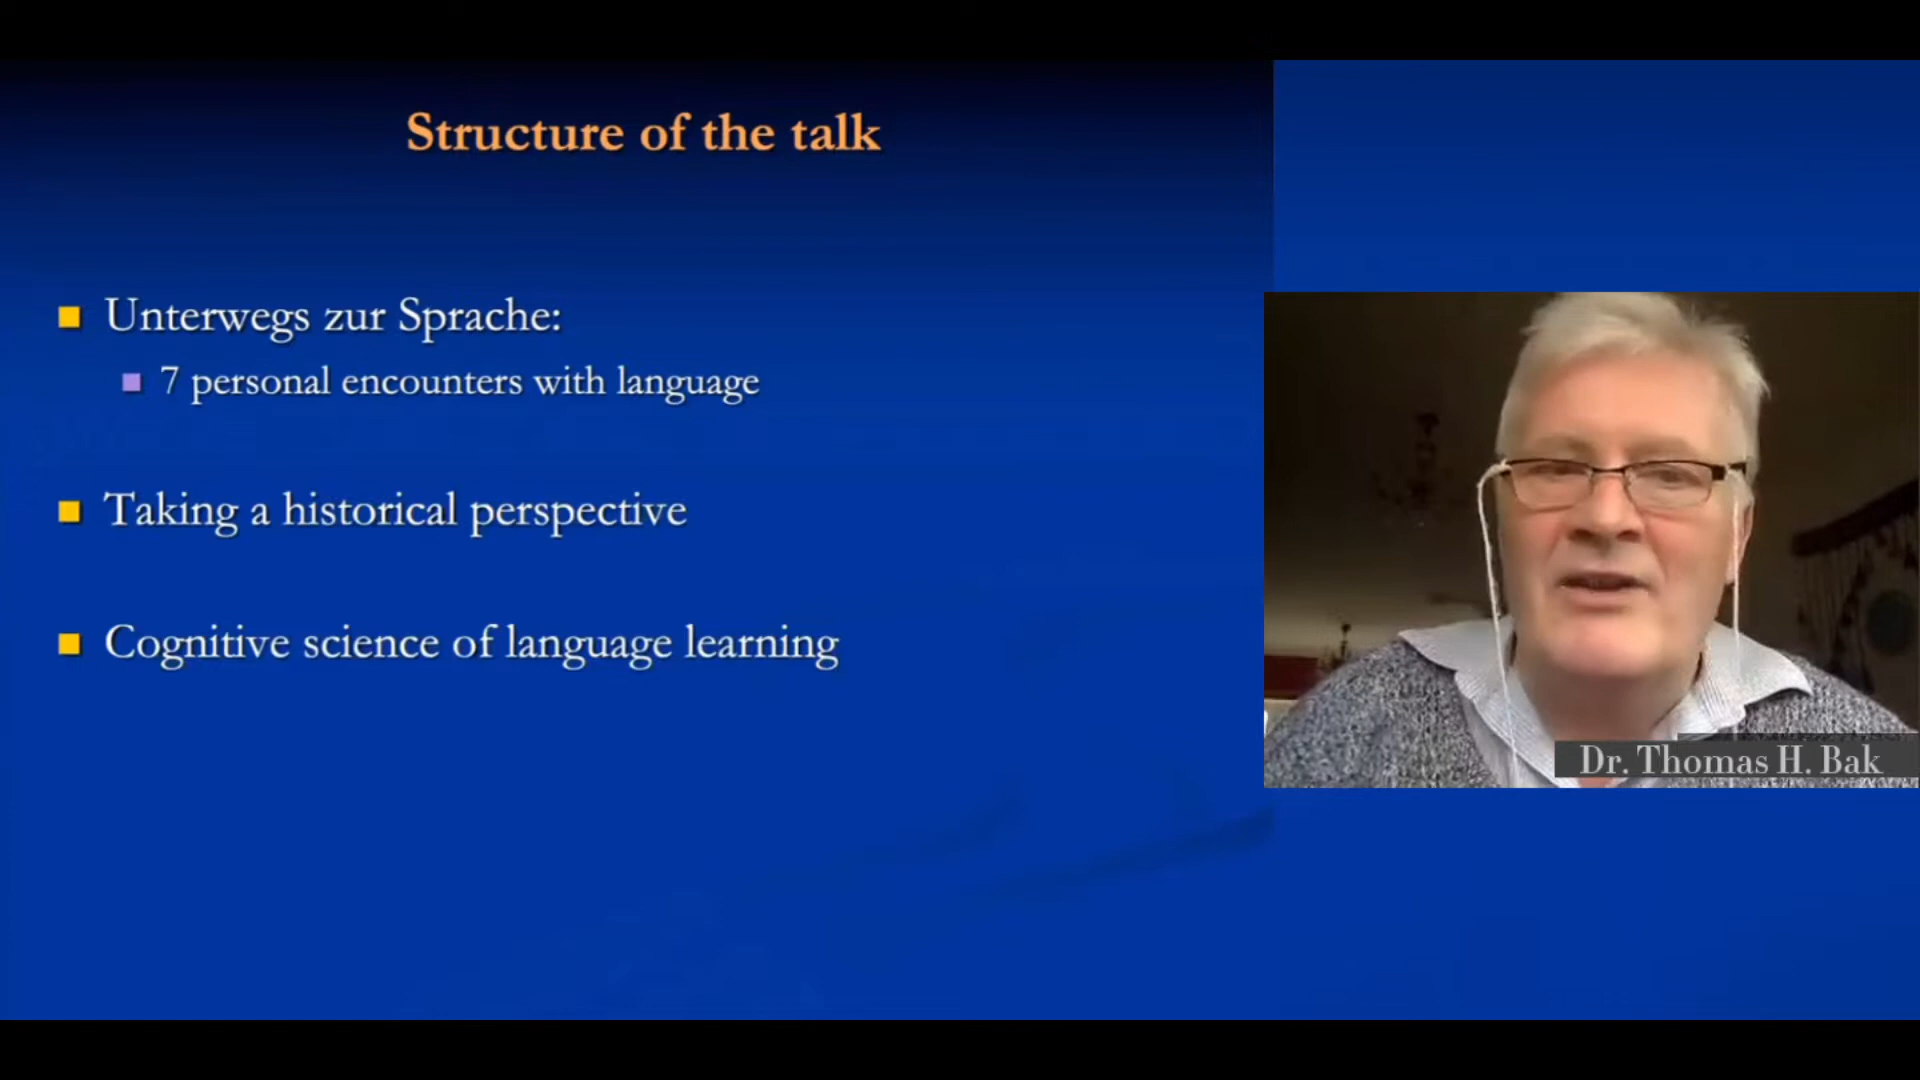 Structure of the talk
Unterwegs zur Sprache:
7 personal encounters with language
Taking a historical perspective
Cognitive science of language learning
Dr. Thomas H. Bak